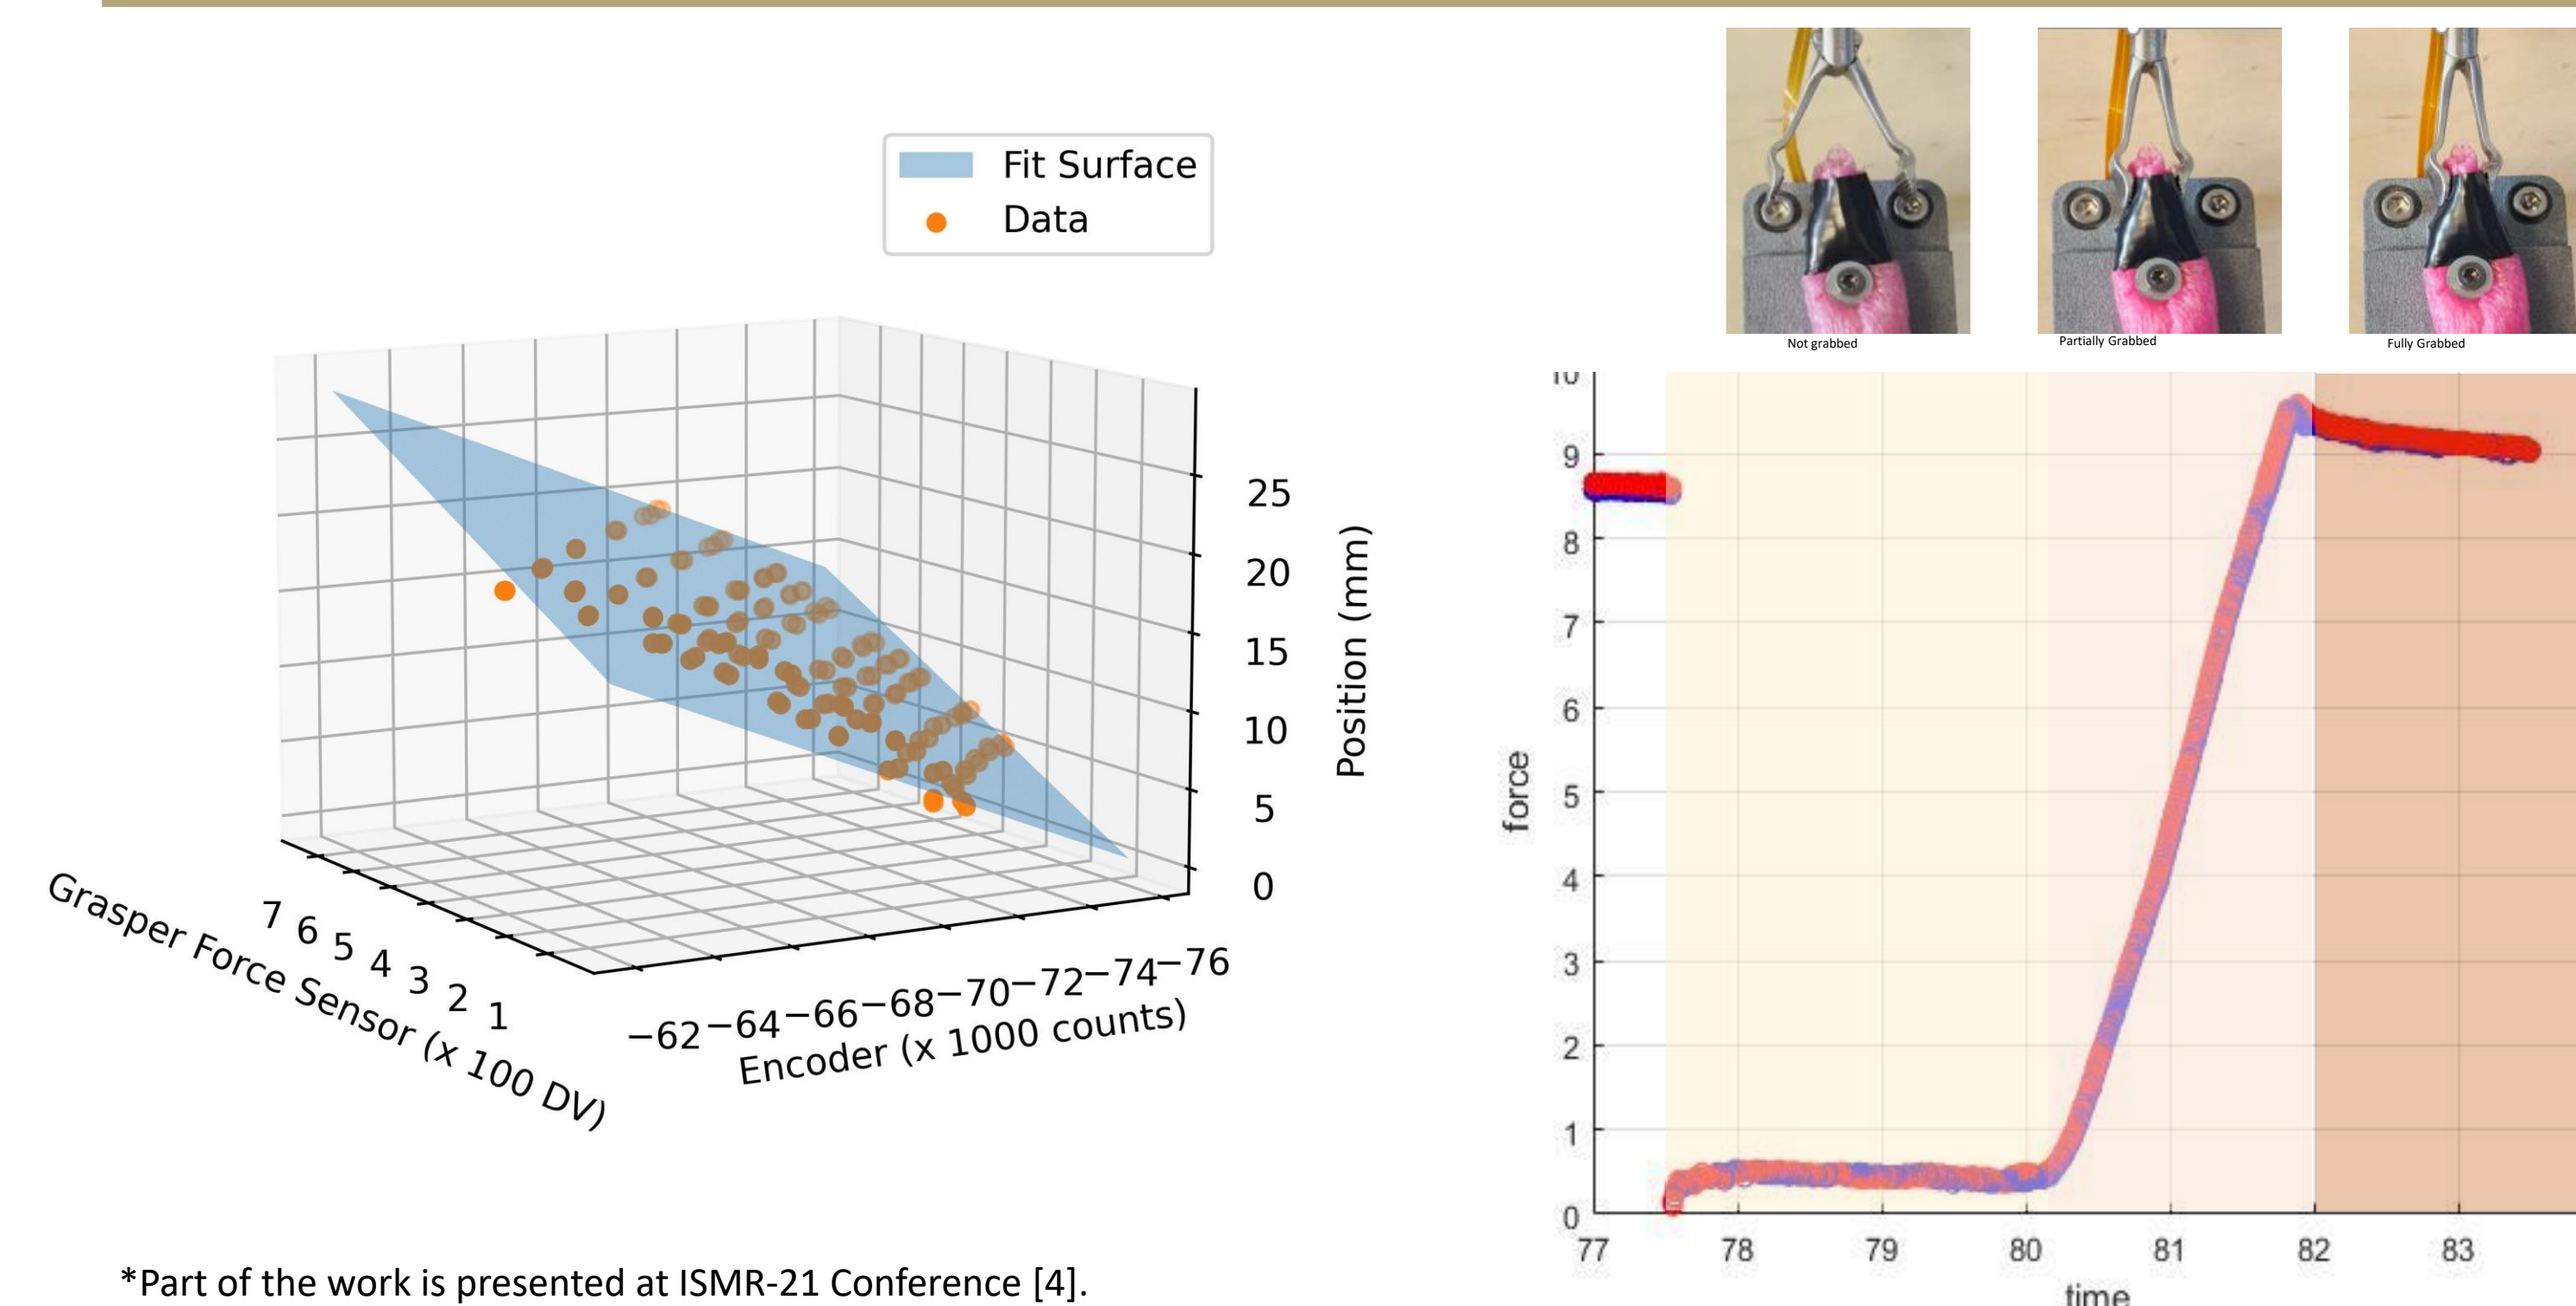 Fit Surface
Data
25
20
15
10
5
0
Position (mm)
7 6 5 4 3 2 1
Grasper Force Sensor (x 100 DV)
−62 −64 −66 −68 −70 −72 −74 −76
Encoder (x 1000 counts)
*Part of the work is presented at ISMR-21 Conference [4].
Not grabbed
Partially Grabbed
Fully Grabbed
10
9
8
7
6
5
4
3
2
1
0
force
77 78 79 80 81 82 83
time